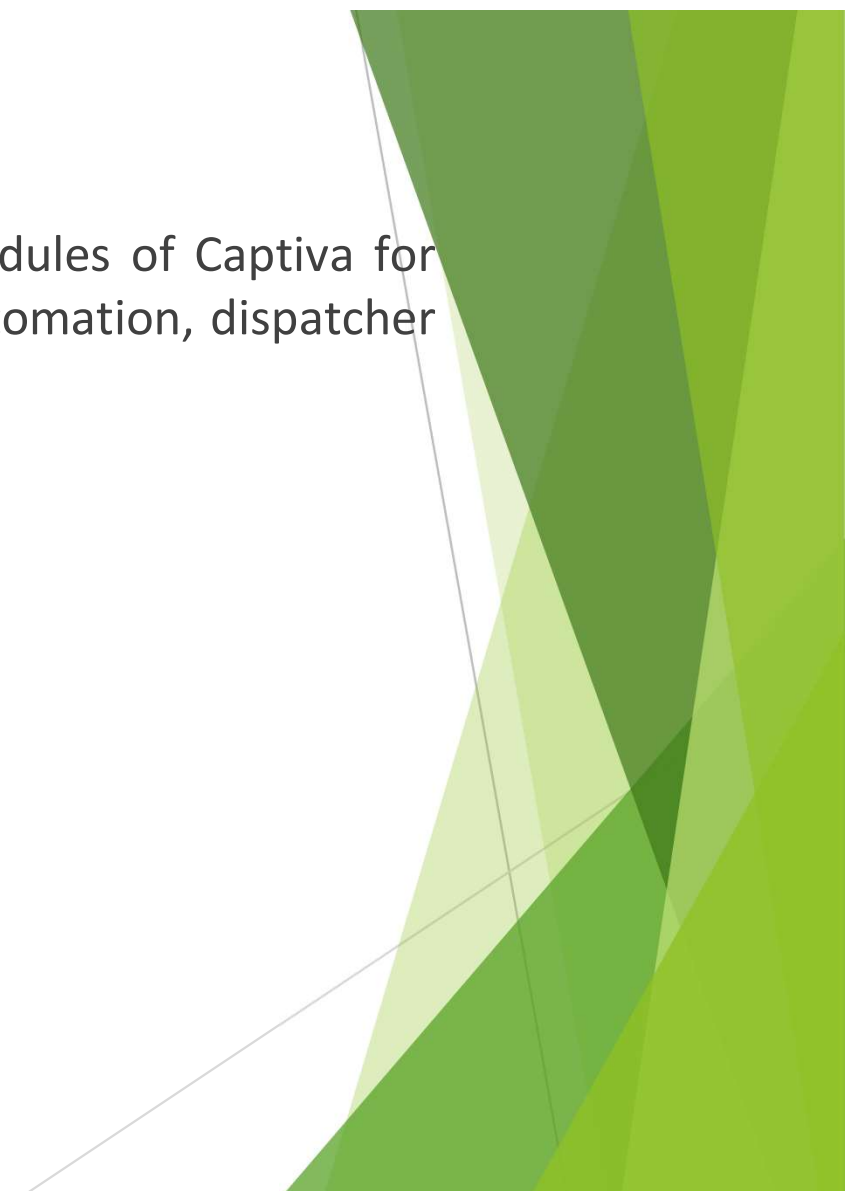 dules of Captiva for
omation, dispatcher